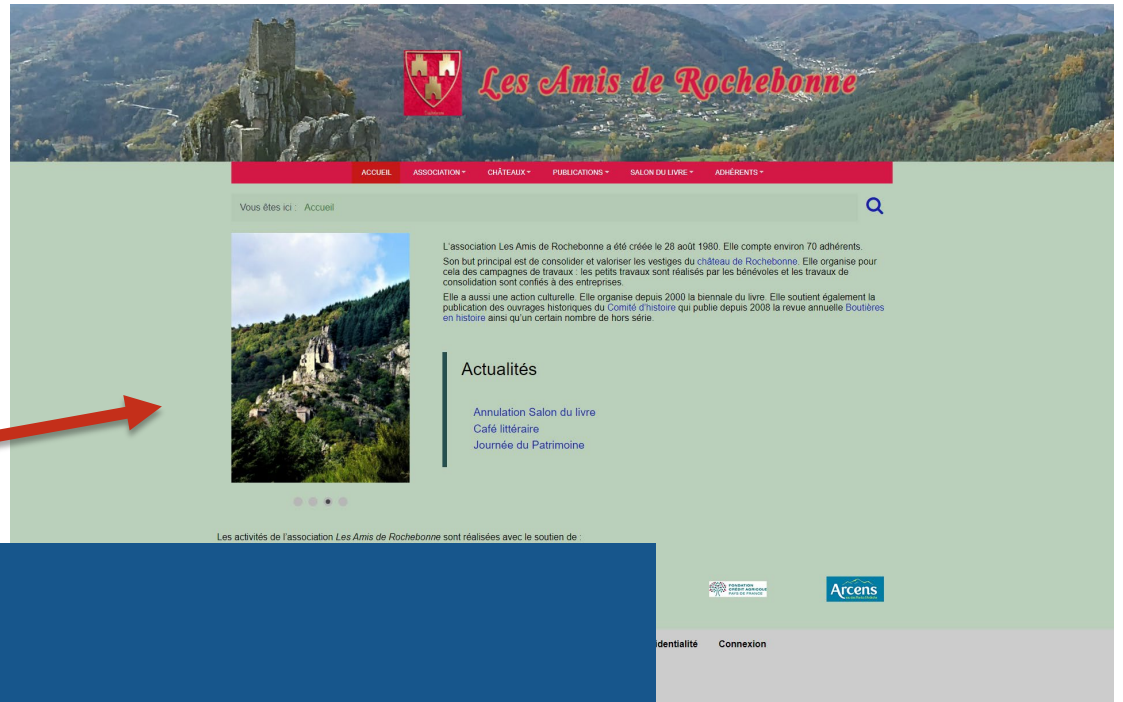 Les Amis de Rochebonne
ACCUEIL ASSOCIATION CHÂTEAUX PUBLICATIONS SALON DU LIVRE ADHÉRENTS
Vous êtes ici : Accueil
L'association Les Amis de Rochebonne a été créée le 28 août 1980. Elle compte environ 70 adhérents.
Son but principal est de consolider et valoriser les vestiges du château de Rochebonne. Elle organise pour
cela des campagnes de travaux : les petits travaux sont réalisés par les bénévoles et les travaux de
consolidation sont confiés à des entreprises.
Elle a aussi une action culturelle. Elle organise depuis 2000 la biennale du livre. Elle soutient également la
publication des ouvrages historiques du Comité d'histoire qui publie depuis 2008 la revue annuelle Boutières
en histoire ainsi qu'un certain nombre de hors série.
Actualités
Annulation Salon du livre
Café littéraire
Journée du Patrimoine
Les activités de l'association Les Amis de Rochebonne sont réalisées avec le soutien de :
FONDATION
CRÉDIT AGRICOLE
PAYS DE FRANCE
Arcens
identialité Connexion